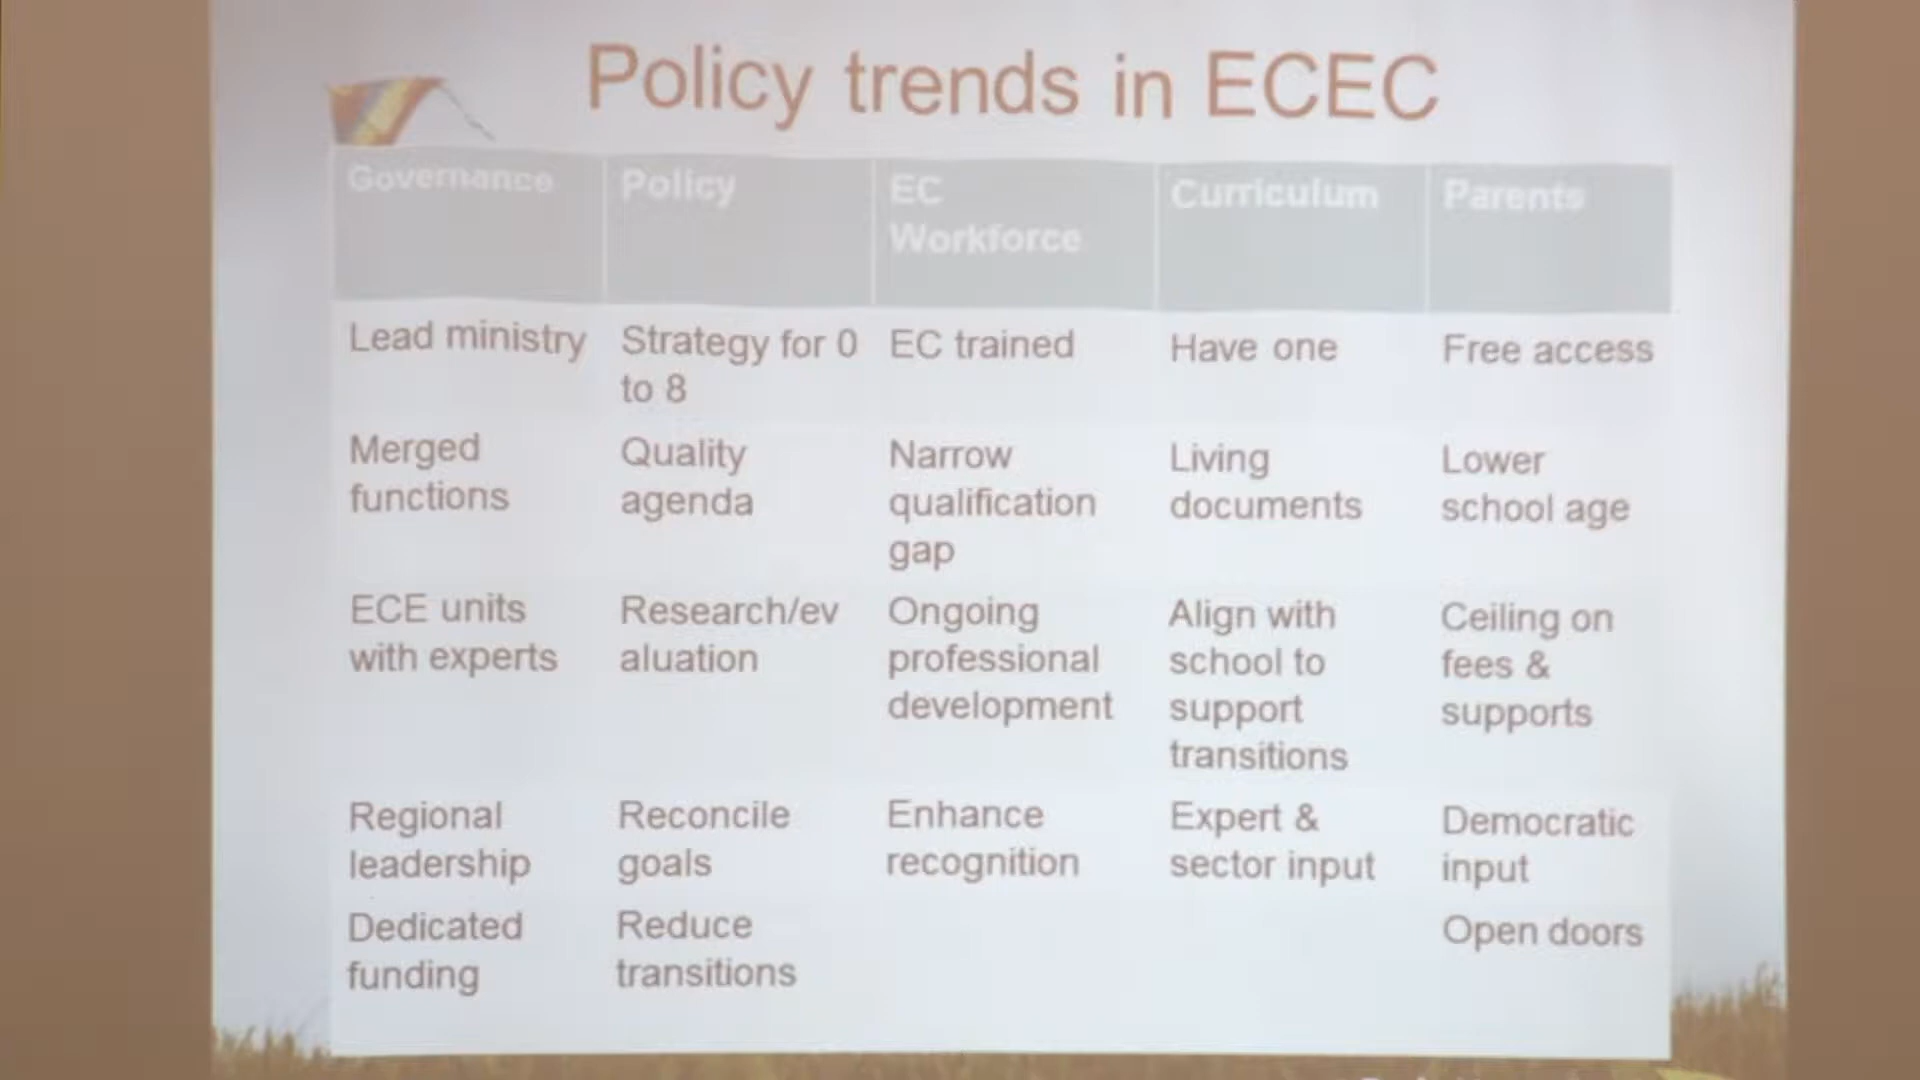 Policy trends in ECEC
Governance
Policy
EC
Workforce
Curriculum
Parents
Lead ministry
Strategy for 0
to 8
EC trained
Have one
Free access
Merged
functions
Quality
agenda
Narrow
qualification
gap
Living
documents
Lower
school age
ECE units
with experts
Research/ev
aluation
Ongoing
professional
development
Align with
school to
support
transitions
Ceiling on
fees &
supports
Regional
leadership
Reconcile
goals
Enhance
recognition
Expert &
sector input
Democratic
input
Dedicated
funding
Reduce
transitions
Open doors